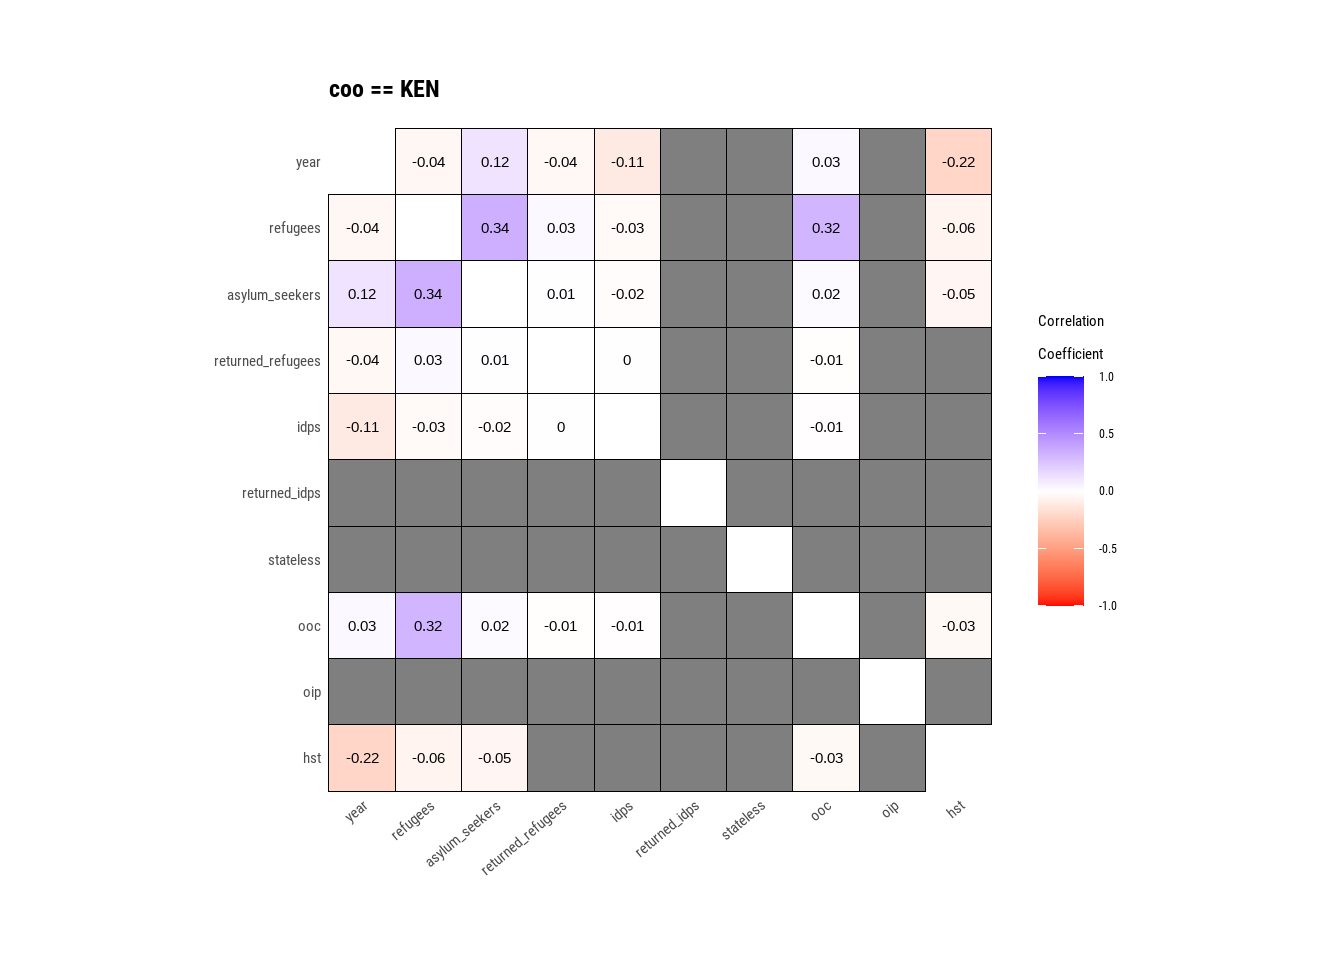 coo == KEN
year -0.04 0.12 -0.04 -0.11 0.03 -0.22
refugees -0.04 0.34 0.03 -0.03 0.32 -0.06
asylum_seekers 0.12 0.34 0.01 -0.02 0.02 -0.05
returned_refugees -0.04 0.03 0.01 0 -0.01
idps -0.11 -0.03 -0.02 0 -0.01
returned_idps
stateless
ooc 0.03 0.32 0.02 -0.01 -0.01 -0.03
oip
hst -0.22 -0.06 -0.05 -0.03
year refugees asylum_seekers returned_refugees idps returned_idps stateless ooc oip hst
Correlation
Coefficient
1.0
0.5
0.0
-0.5
-1.0